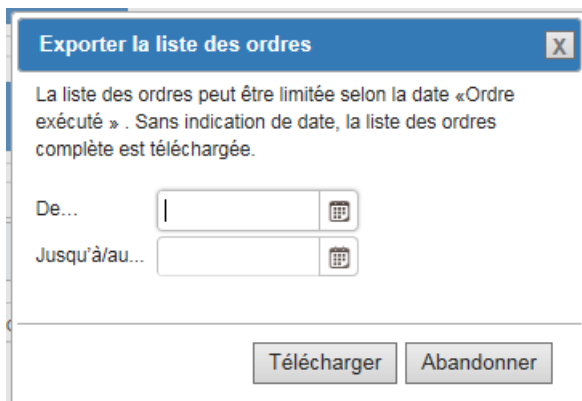 Exporter la liste des ordres
X
La liste des ordres peut être limitée selon la date «Ordre
exécuté » . Sans indication de date, la liste des ordres
complète est téléchargée.
De...
Jusqu'à/au...
Télécharger
Abandonner